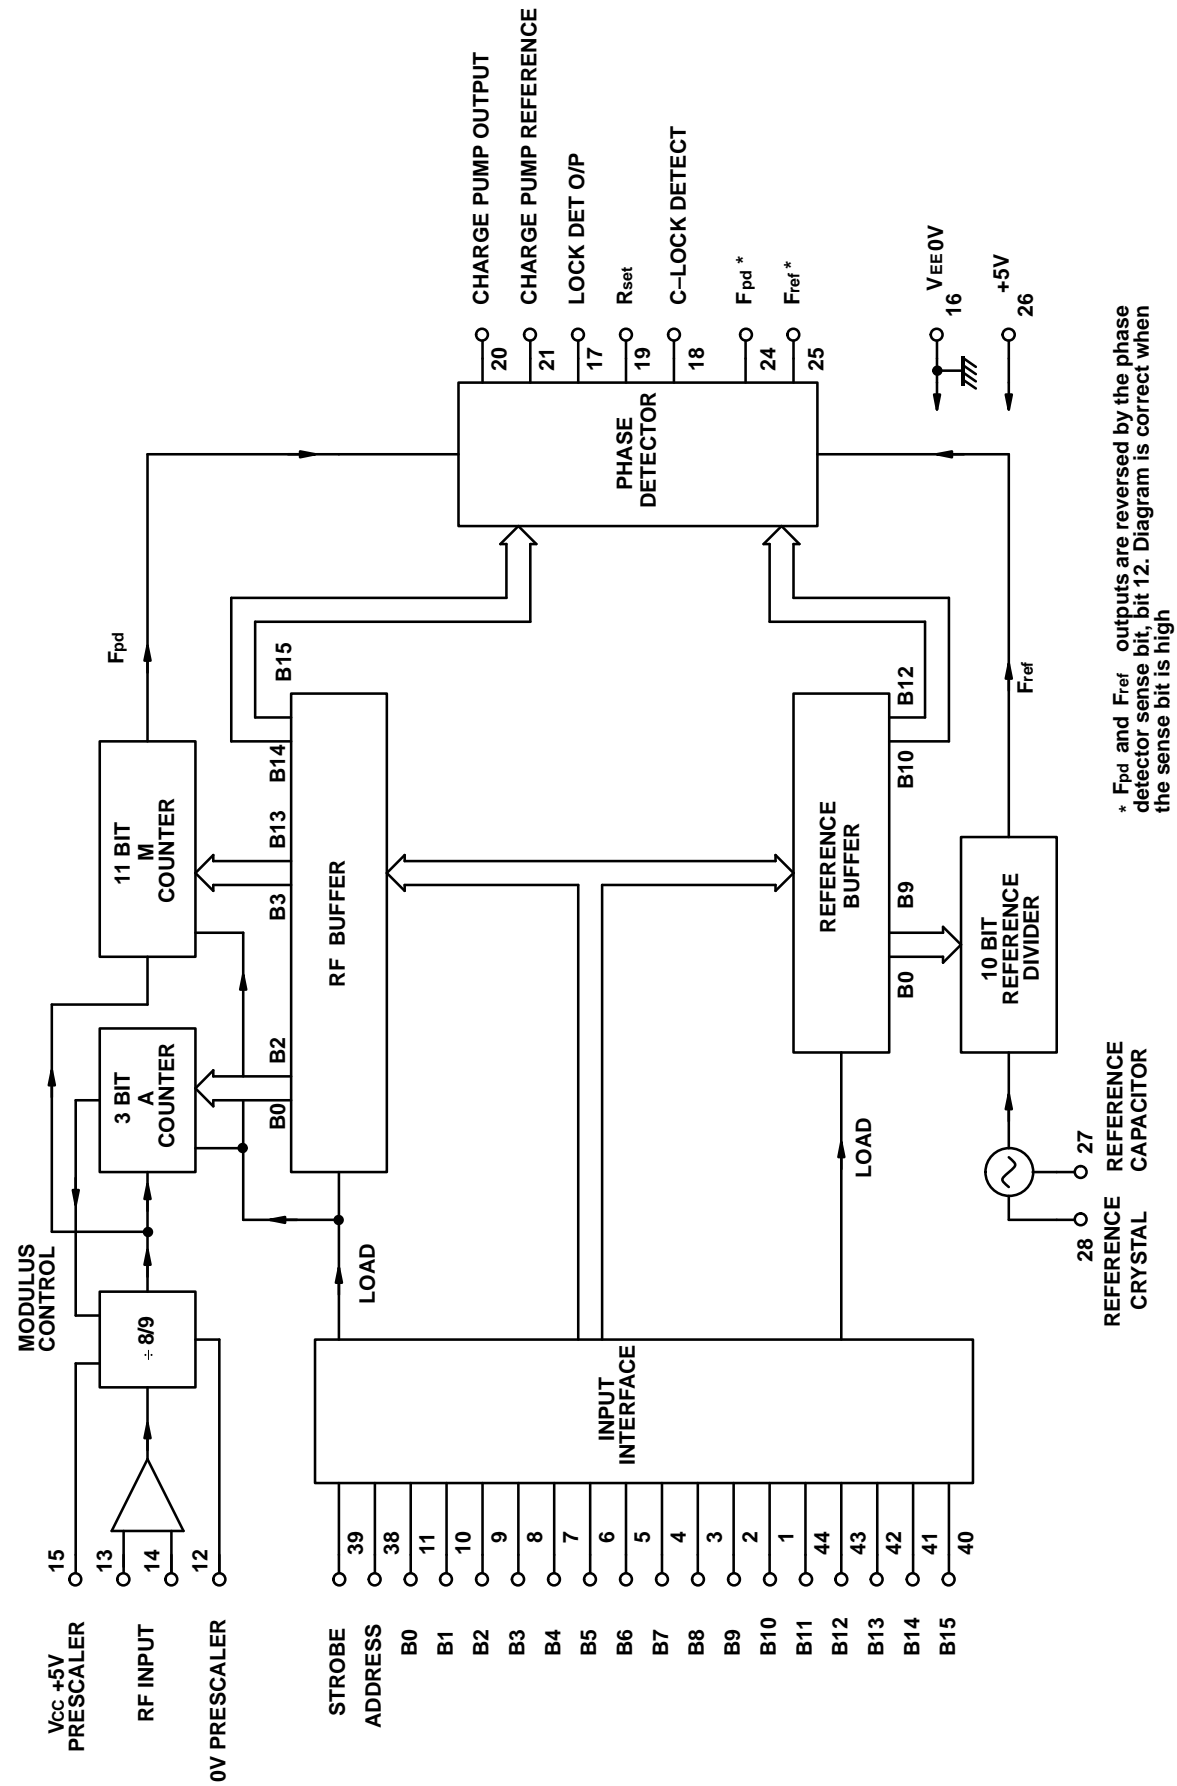 VCC +5V
PRESCALER
15
RF INPUT
13
14
0V PRESCALER
12
÷ 8/9
MODULUS
CONTROL
3 BIT
A
COUNTER
11 BIT
M
COUNTER
Fpd
B0
B2
B3
B13
B14
B15
RF BUFFER
LOAD
STROBE
39
ADDRESS
38
B0
11
B1
10
B2
9
B3
8
B4
7
B5
6
B6
5
B7
4
B8
3
B9
2
B10
1
B11
44
B12
43
B13
42
B14
41
B15
40
INPUT
INTERFACE
LOAD
REFERENCE
BUFFER
B0
B9
B10
B12
10 BIT
REFERENCE
DIVIDER
Fref
28
REFERENCE
CRYSTAL
27
REFERENCE
CAPACITOR
PHASE
DETECTOR
20
CHARGE PUMP OUTPUT
21
CHARGE PUMP REFERENCE
17
LOCK DET O/P
19
Rset
18
C–LOCK DETECT
24
Fpd *
25
Fref *
VEE 0V
16
+5V
26
* Fpd and Fref outputs are reversed by the phase
detector sense bit, bit 12. Diagram is correct when
the sense bit is high